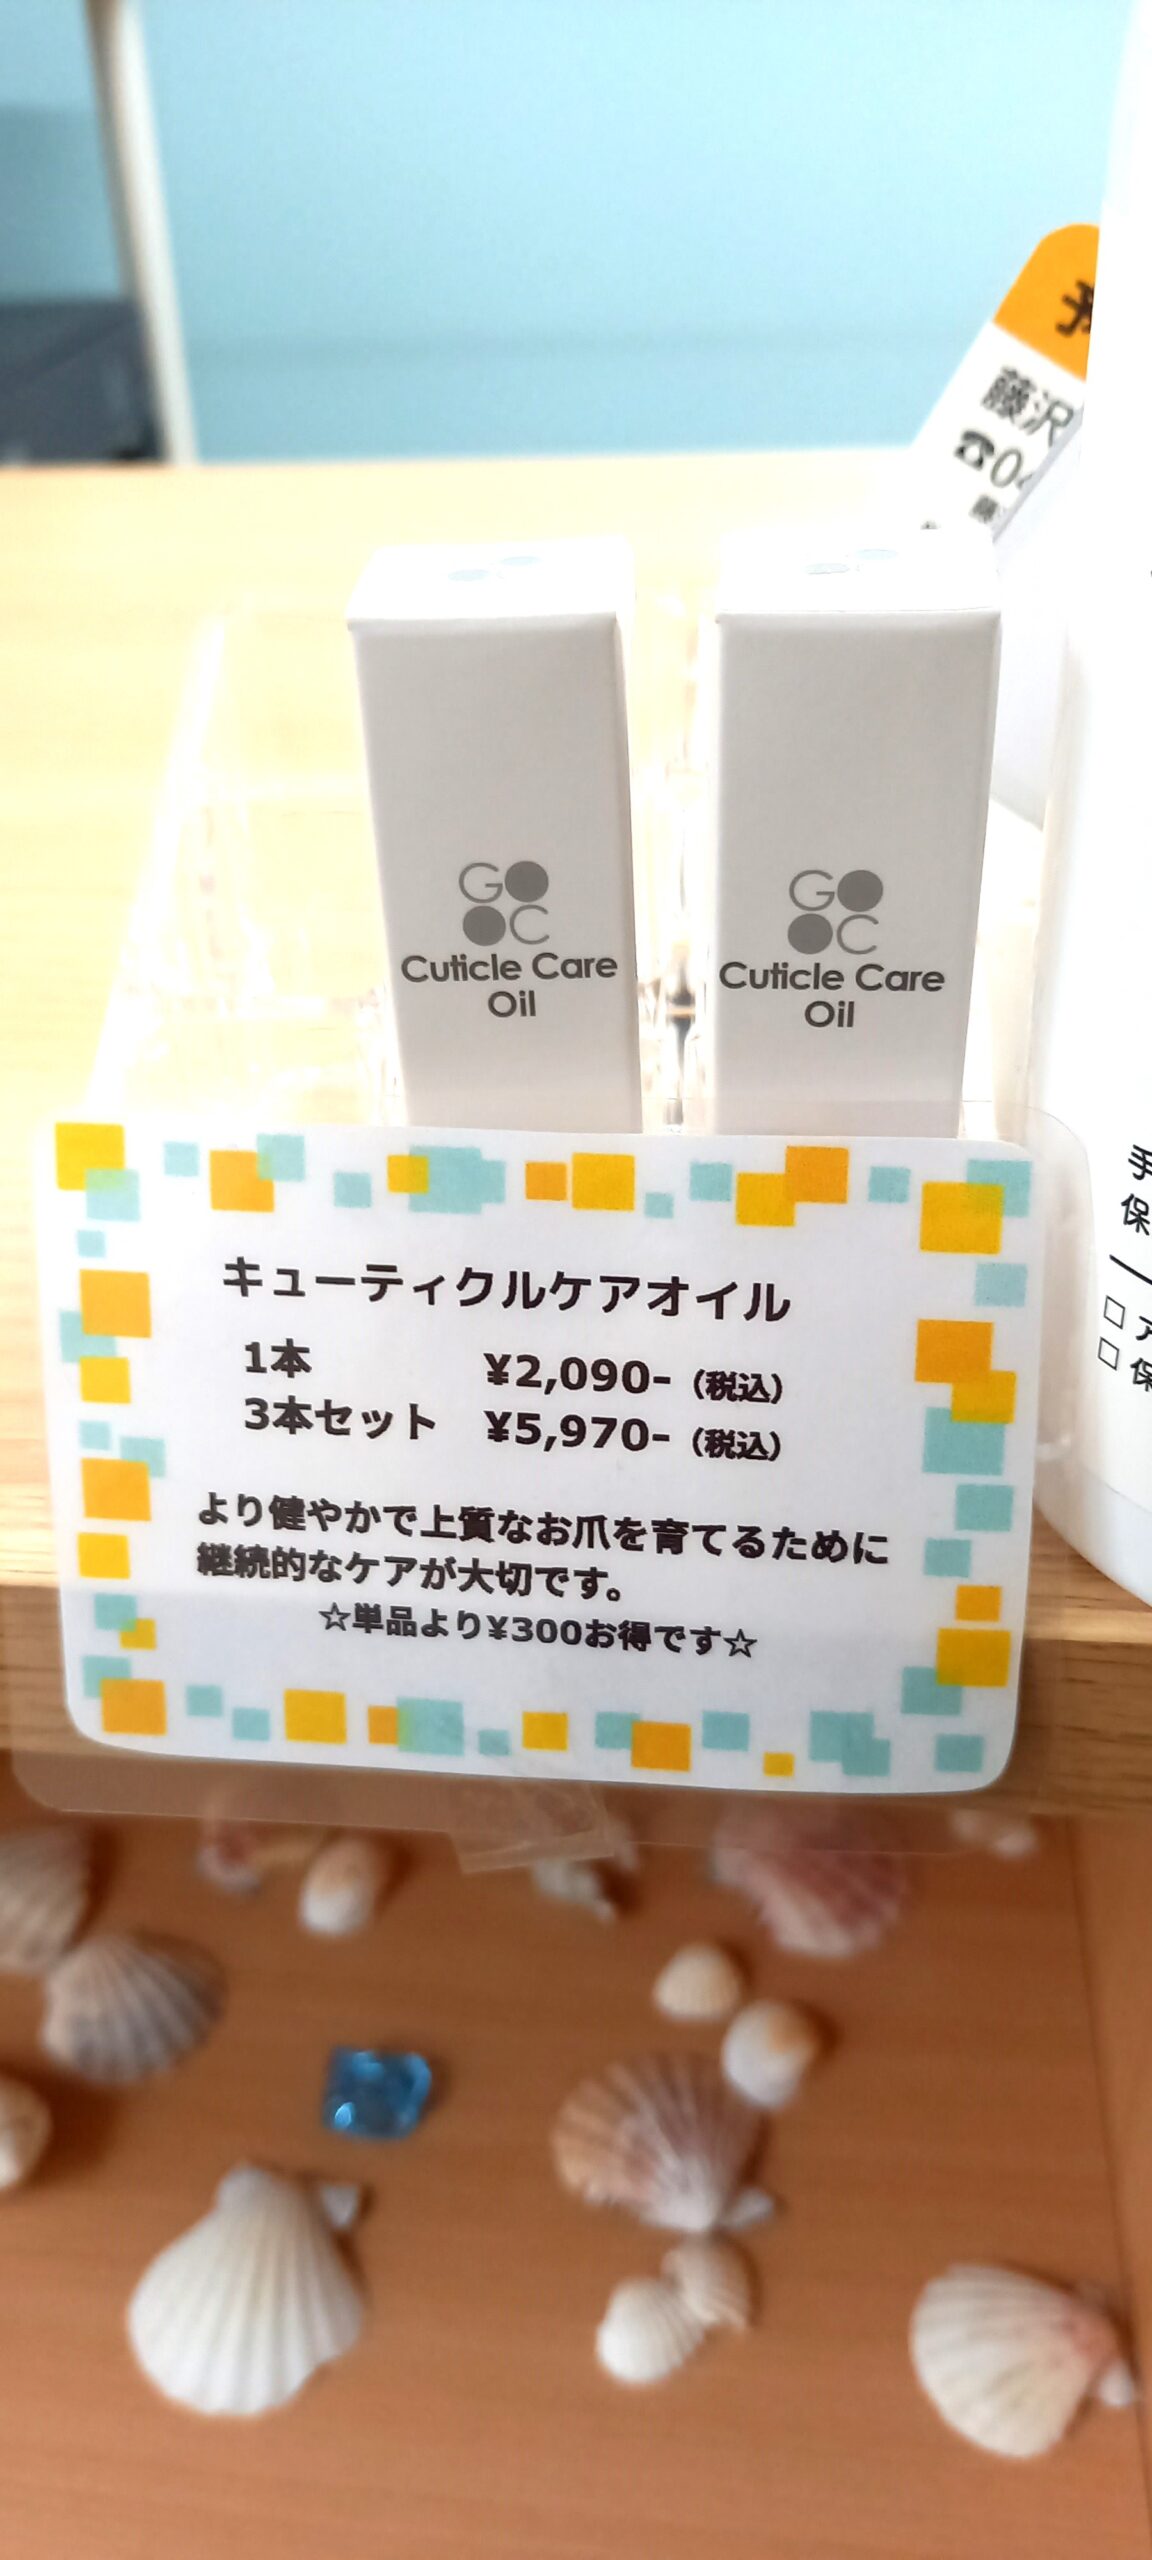 藤沢
GO
OC
Cuticle Care
Oil
GO
OC
Cuticle Care
Oil
キューティクルケアオイル
1本 ¥2,090-（税込）
3本セット ¥5,970-（税込）
より健やかで上質なお爪を育てるために
継続的なケアが大切です。
☆単品より¥300お得です☆
手
保
□ア
□保